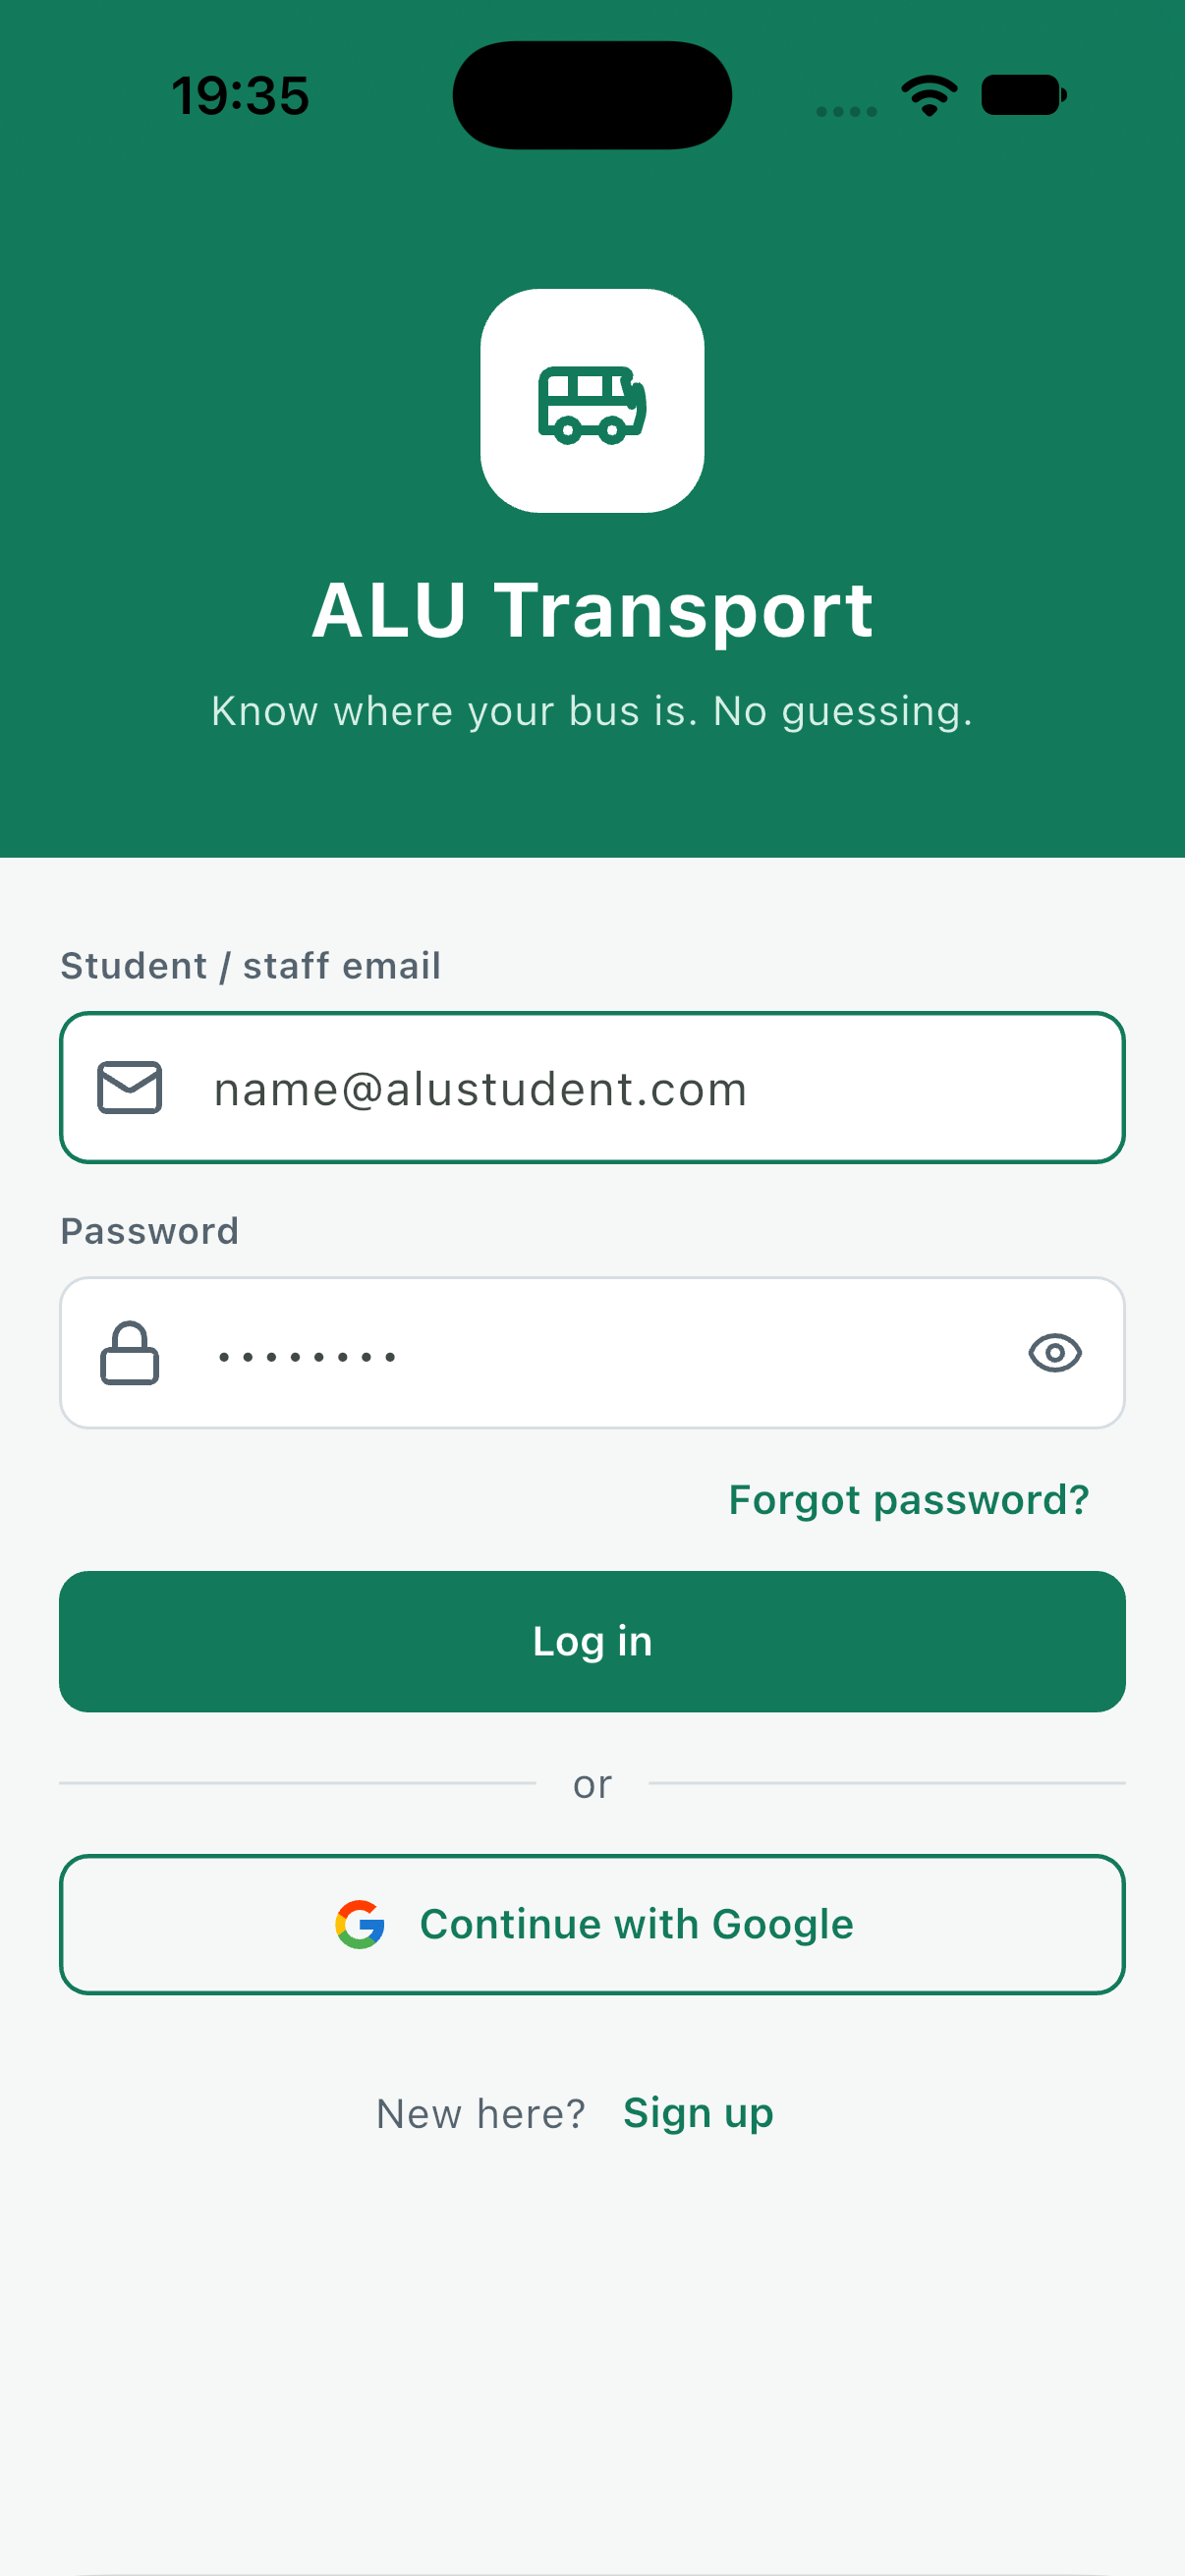 19:35
ALU Transport
Know where your bus is. No guessing.
Student / staff email
name@alustudent.com
Password
••••••••
Forgot password?
Log in
or
Continue with Google
New here? Sign up